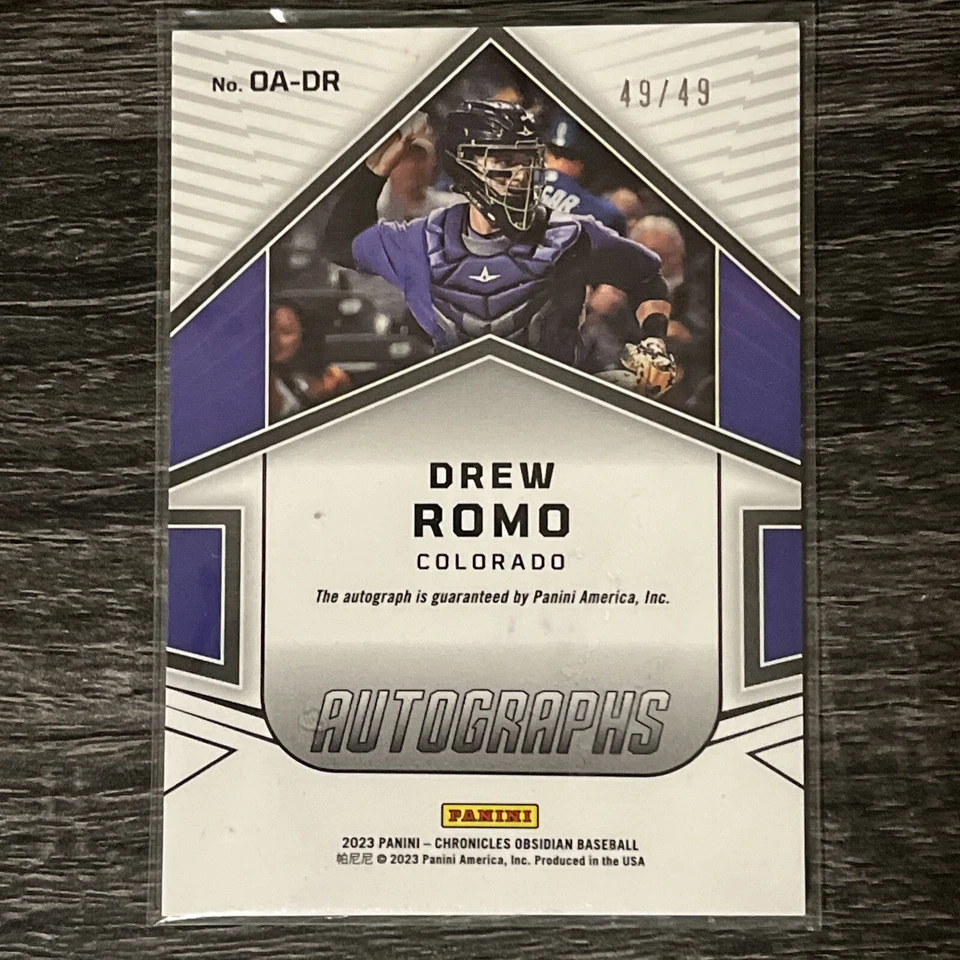 No. OA-DR
49/49
DREW
ROMO
COLORADO
The autograph is guaranteed by Panini America, Inc.
AUTOGRAPHS
PANINI
2023 PANINI – CHRONICLES OBSIDIAN BASEBALL
帕尼尼 © 2023 Panini America, Inc. Produced in the USA